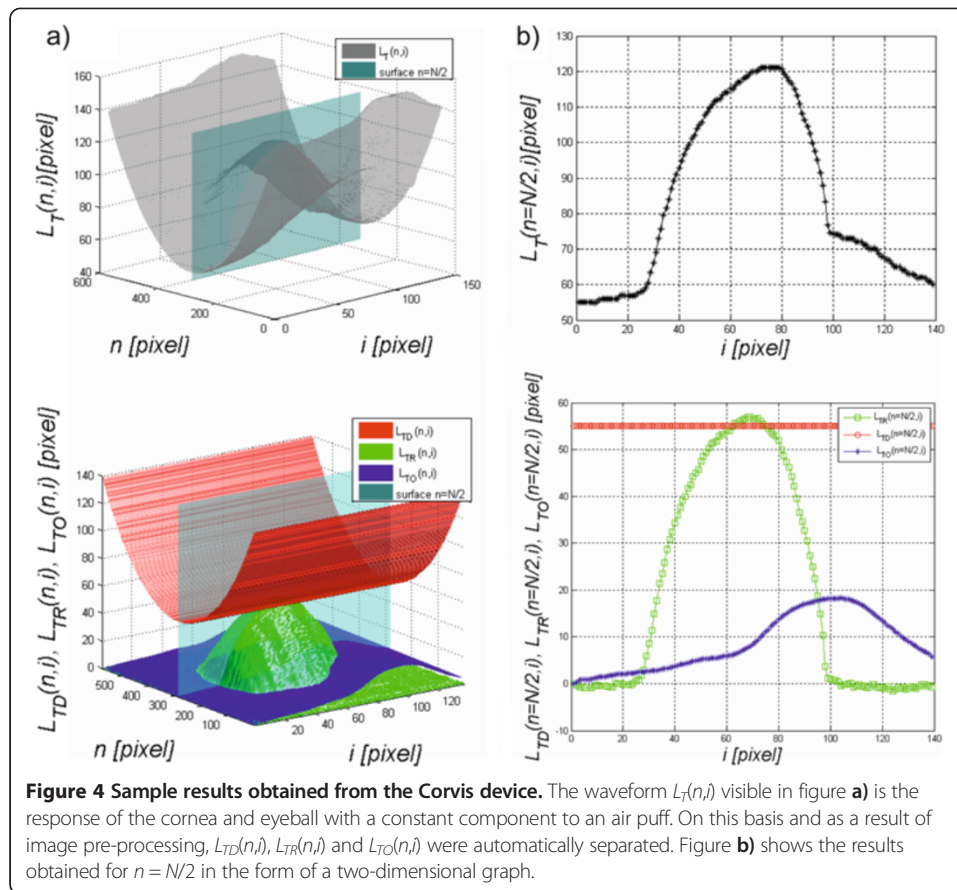 a)
L_T(n,i)
surface n=N/2
160
140
120
100
80
60
40
600
400
200
0
0
50
100
150
L_T(n,i)[pixel]
n [pixel]
i [pixel]
b)
130
120
110
100
90
80
70
60
50
0
20
40
60
80
100
120
140
L_T(n=N/2,i)[pixel]
i [pixel]
L_TD(n,i)
L_TR(n,i)
L_TO(n,i)
surface n=N/2
140
120
100
80
60
40
20
0
500
400
300
200
100
20
40
60
80
100
120
L_TD(n,i), L_TR(n,i), L_TO(n,i) [pixel]
n [pixel]
i [pixel]
L_TR(n=N/2,i)
L_TD(n=N/2,i)
L_TO(n=N/2,i)
60
50
40
30
20
10
0
-10
0
20
40
60
80
100
120
140
L_TD(n=N/2,i), L_TR(n=N/2,i), L_TO(n=N/2,i) [pixel]
i [pixel]
Figure 4 Sample results obtained from the Corvis device. The waveform L_T(n,i) visible in figure a) is the
response of the cornea and eyeball with a constant component to an air puff. On this basis and as a result of
image pre-processing, L_TD(n,i), L_TR(n,i) and L_TO(n,i) were automatically separated. Figure b) shows the results
obtained for n = N/2 in the form of a two-dimensional graph.